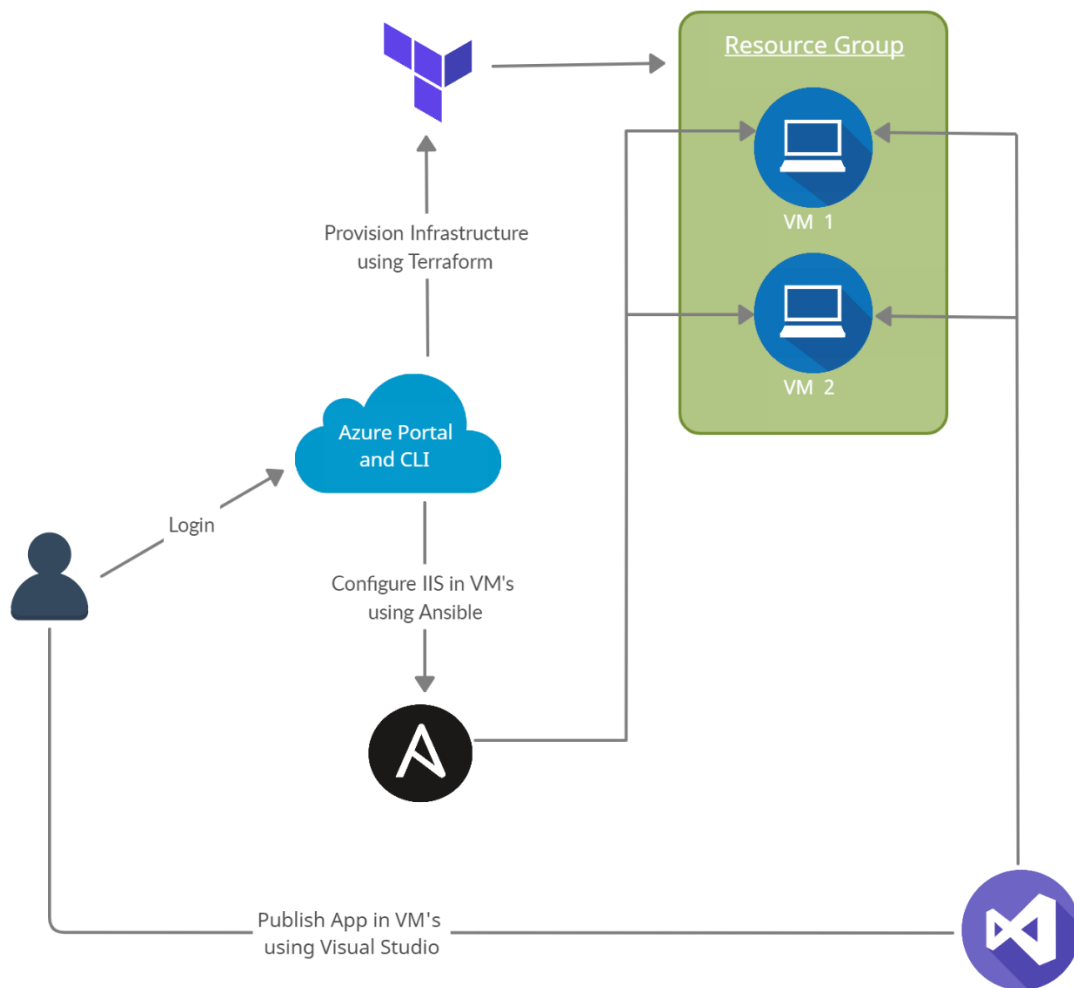 Resource Group
VM 1
Provision Infrastructure
using Terraform
VM 2
Azure Portal
and CLI
Login
Configure IIS in VM's
using Ansible
Publish App in VM's
using Visual Studio